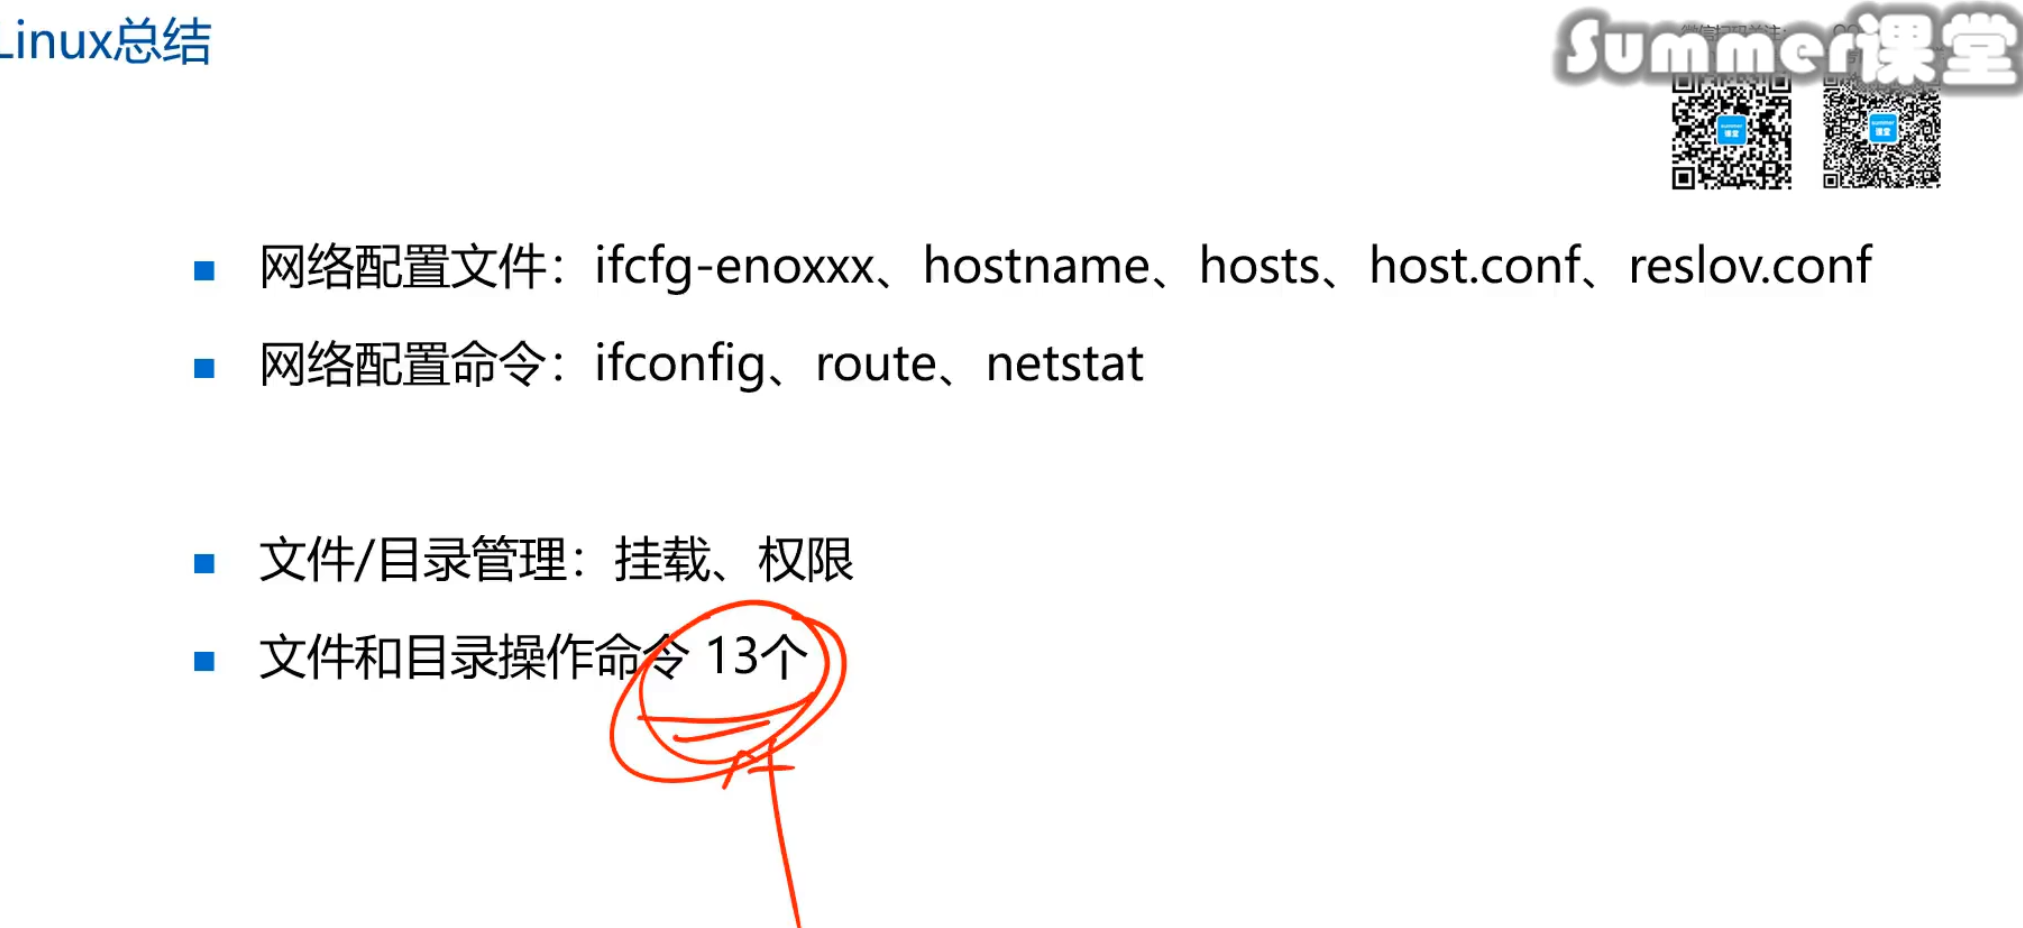 Linux总结
Summer课堂
网络配置文件：ifcfg-enoxxx、hostname、hosts、host.conf、reslov.conf
网络配置命令：ifconfig、route、netstat
文件/目录管理：挂载、权限
文件和目录操作命令 13个